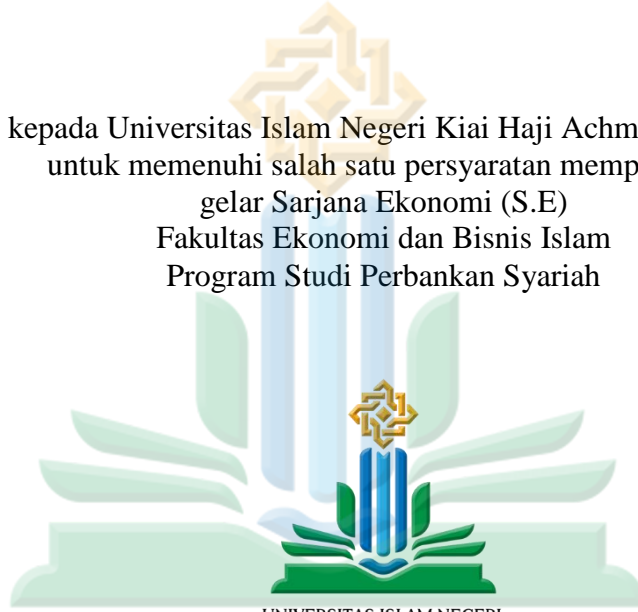 kepada Universitas Islam Negeri Kiai Haji Achm
untuk memenuhi salah satu persyaratan memp
gelar Sarjana Ekonomi (S.E)
Fakultas Ekonomi dan Bisnis Islam
Program Studi Perbankan Syariah
UNIVERSITAS ISLAM NEGERI